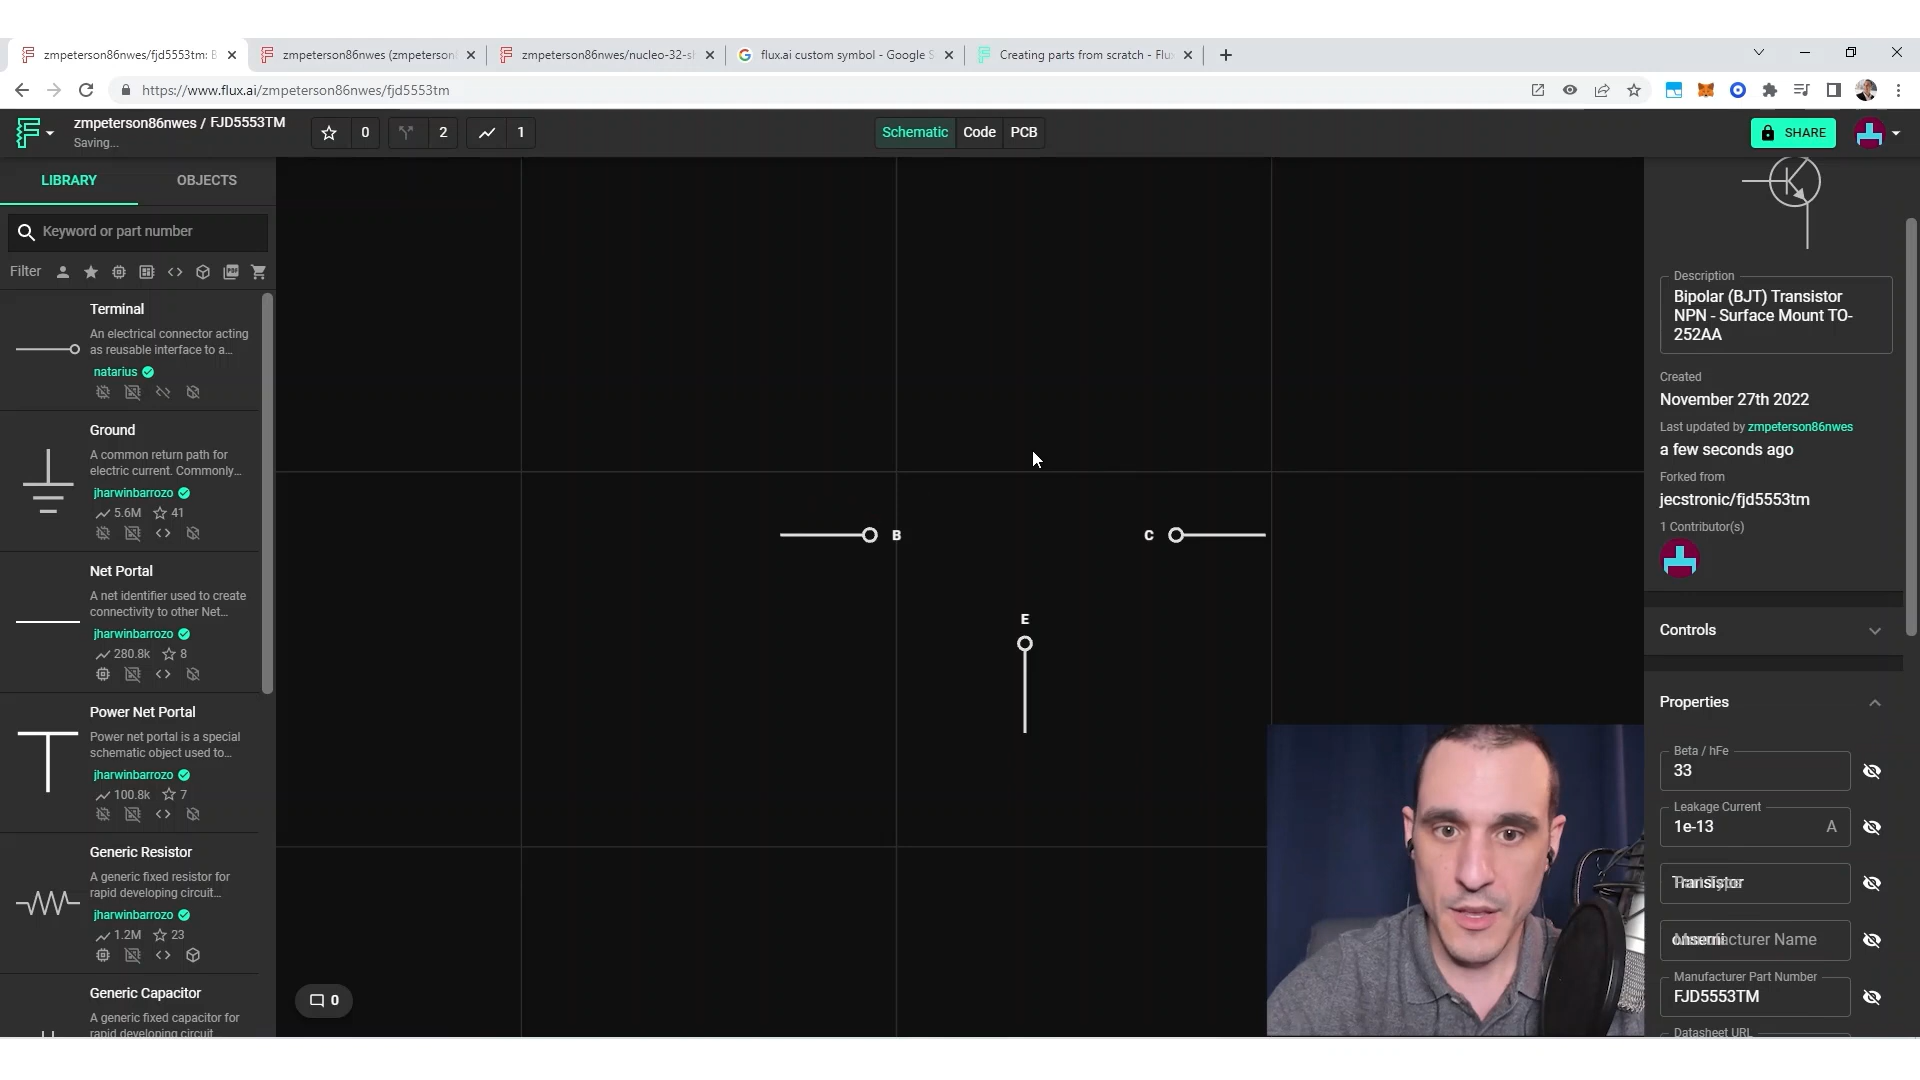 zmpeterson86nwes/fjd5553tm: B
zmpeterson86nwes (zmpeterson
zmpeterson86nwes/nucleo-32-sh
flux.ai custom symbol - Google S
Creating parts from scratch - Flux
https://www.flux.ai/zmpeterson86nwes/fjd5553tm
zmpeterson86nwes / FJD5553TM
Saving...
0
2
1
Schematic
Code
PCB
SHARE
LIBRARY
OBJECTS
Keyword or part number
Filter
Terminal
An electrical connector acting
as reusable interface to a...
natarius
Ground
A common return path for
electric current. Commonly...
jharwinbarrozo
5.6M
41
Net Portal
A net identifier used to create
connectivity to other Net...
jharwinbarrozo
280.8k
8
Power Net Portal
Power net portal is a special
schematic object used to...
jharwinbarrozo
100.8k
7
Generic Resistor
A generic fixed resistor for
rapid developing circuit...
jharwinbarrozo
1.2M
23
Generic Capacitor
A generic fixed capacitor for
rapid developing circuit
B
C
E
0
Description
Bipolar (BJT) Transistor
NPN - Surface Mount TO-
252AA
Created
November 27th 2022
Last updated by zmpeterson86nwes
a few seconds ago
Forked from
jecstronic/fjd5553tm
1 Contributor(s)
Controls
Properties
Beta / hFe
33
Leakage Current
1e-13
A
Transistor
onsemi
Manufacturer Name
Manufacturer Part Number
FJD5553TM
Datasheet URL